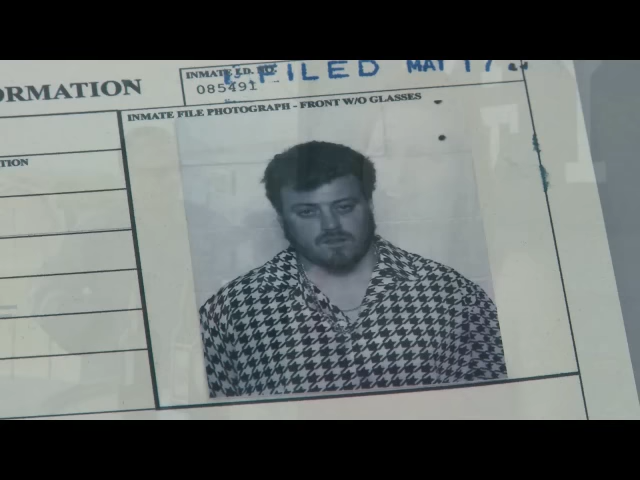 ORMATION
INMATE I.D. NO.
FILED MAY 17
085491
INMATE FILE PHOTOGRAPH - FRONT W/O GLASSES
TION